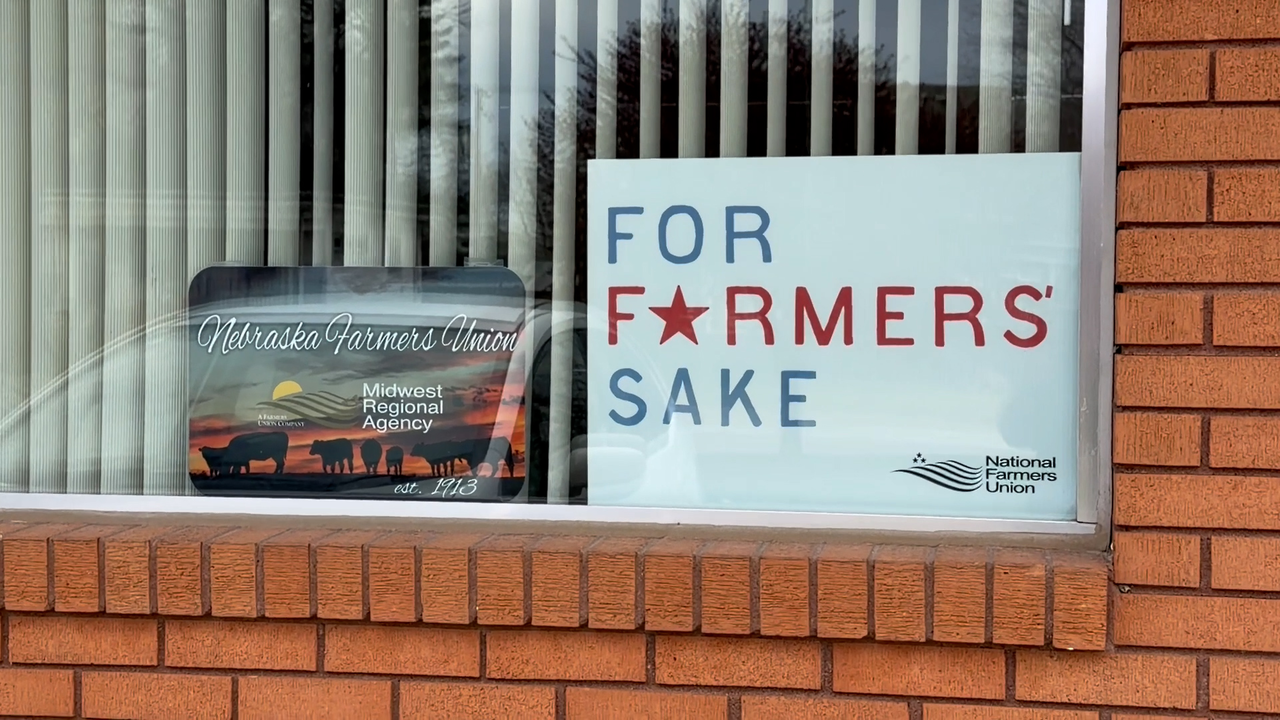 Nebraska Farmers Union
A FARMERS
UNION COMPANY
Midwest
Regional
Agency
est. 1913
FOR
F★RMERS'
SAKE
National
Farmers
Union